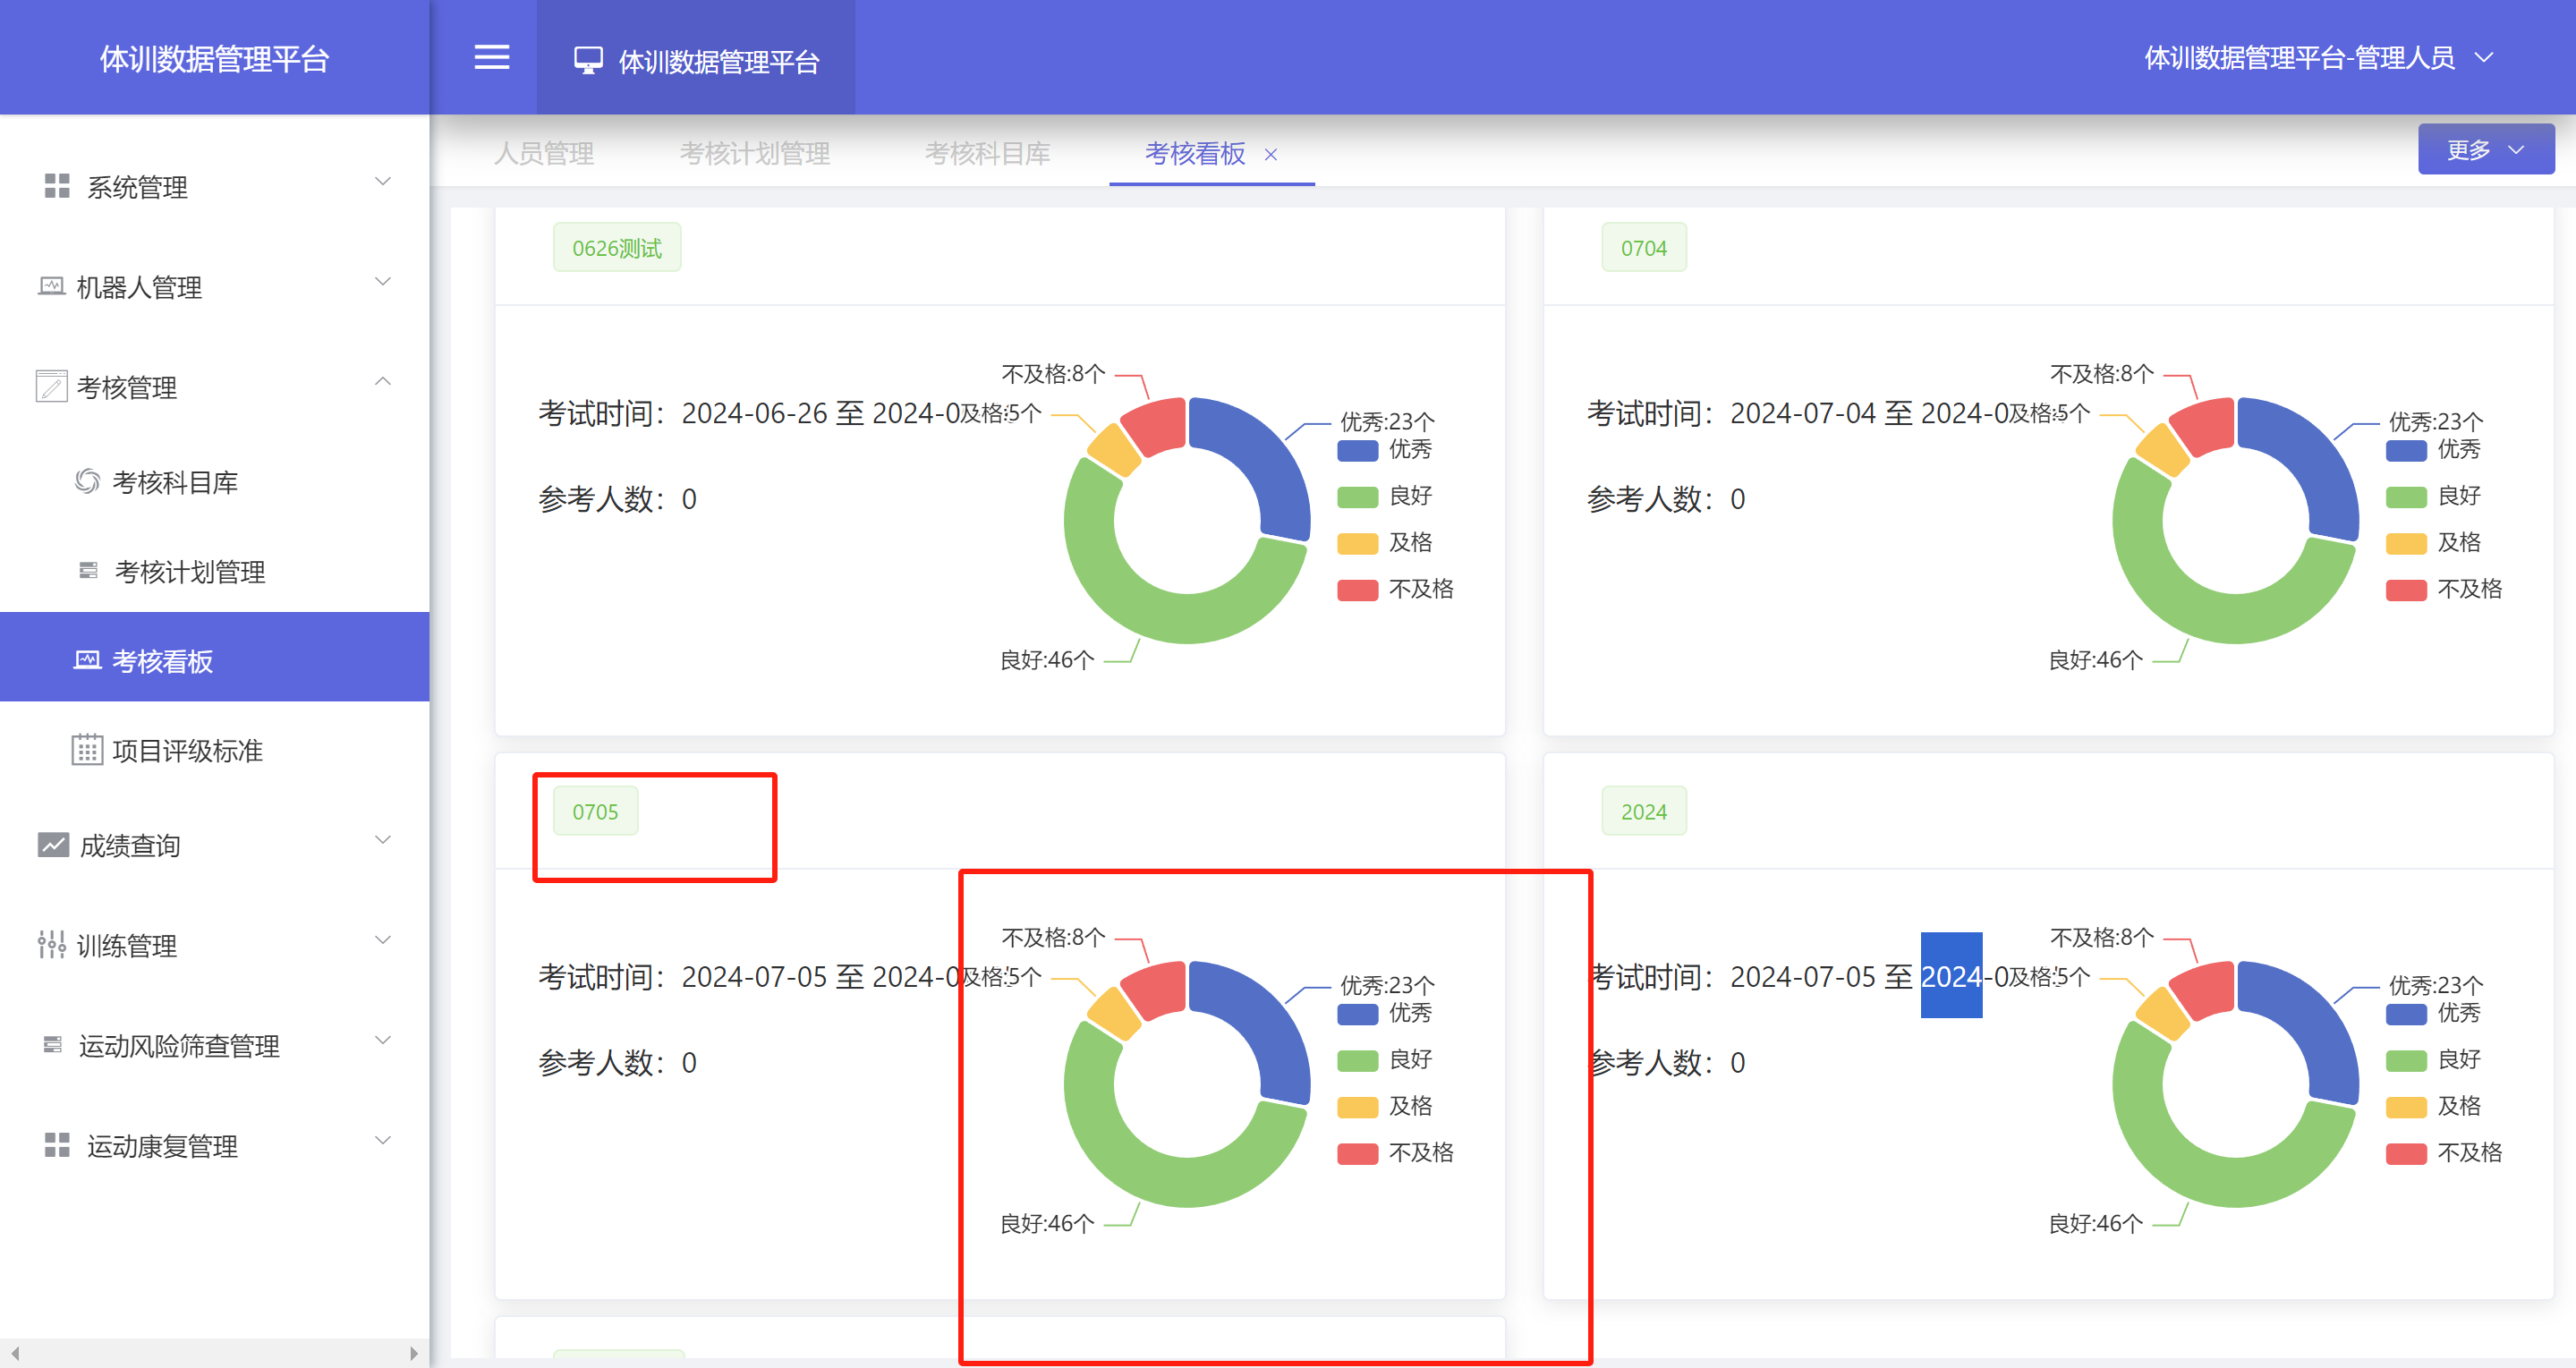 体训数据管理平台
体训数据管理平台
体训数据管理平台-管理人员
系统管理
机器人管理
考核管理
考核科目库
考核计划管理
考核看板
项目评级标准
成绩查询
训练管理
运动风险筛查管理
运动康复管理
人员管理
考核计划管理
考核科目库
考核看板
更多
0626测试
考试时间：2024-06-26 至 2024-0
参考人数：0
不及格:8个
及格:5个
优秀:23个
良好:46个
优秀
良好
及格
不及格
0704
考试时间：2024-07-04 至 2024-0
参考人数：0
不及格:8个
及格:5个
优秀:23个
良好:46个
优秀
良好
及格
不及格
0705
考试时间：2024-07-05 至 2024-0
参考人数：0
不及格:8个
及格:5个
优秀:23个
良好:46个
优秀
良好
及格
不及格
2024
考试时间：2024-07-05 至 2024-0
参考人数：0
不及格:8个
及格:5个
优秀:23个
良好:46个
优秀
良好
及格
不及格